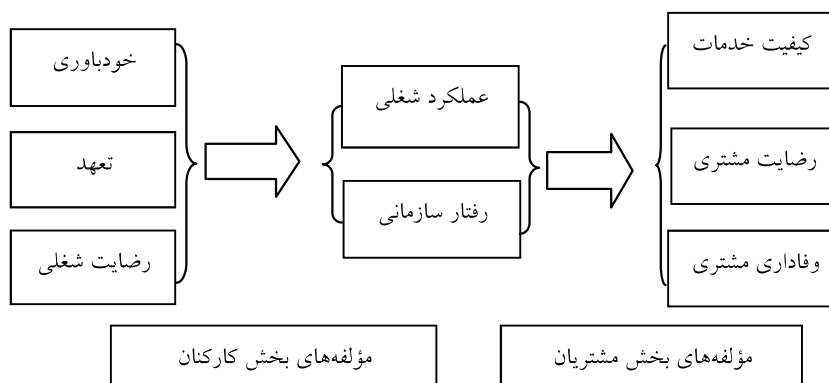 خودباوری
تعهد
رضایت شغلی
عملکرد شغلی
رفتار سازمانی
کیفیت خدمات
رضایت مشتری
وفاداری مشتری
مؤلفه‌های بخش کارکنان
مؤلفه‌های بخش مشتریان